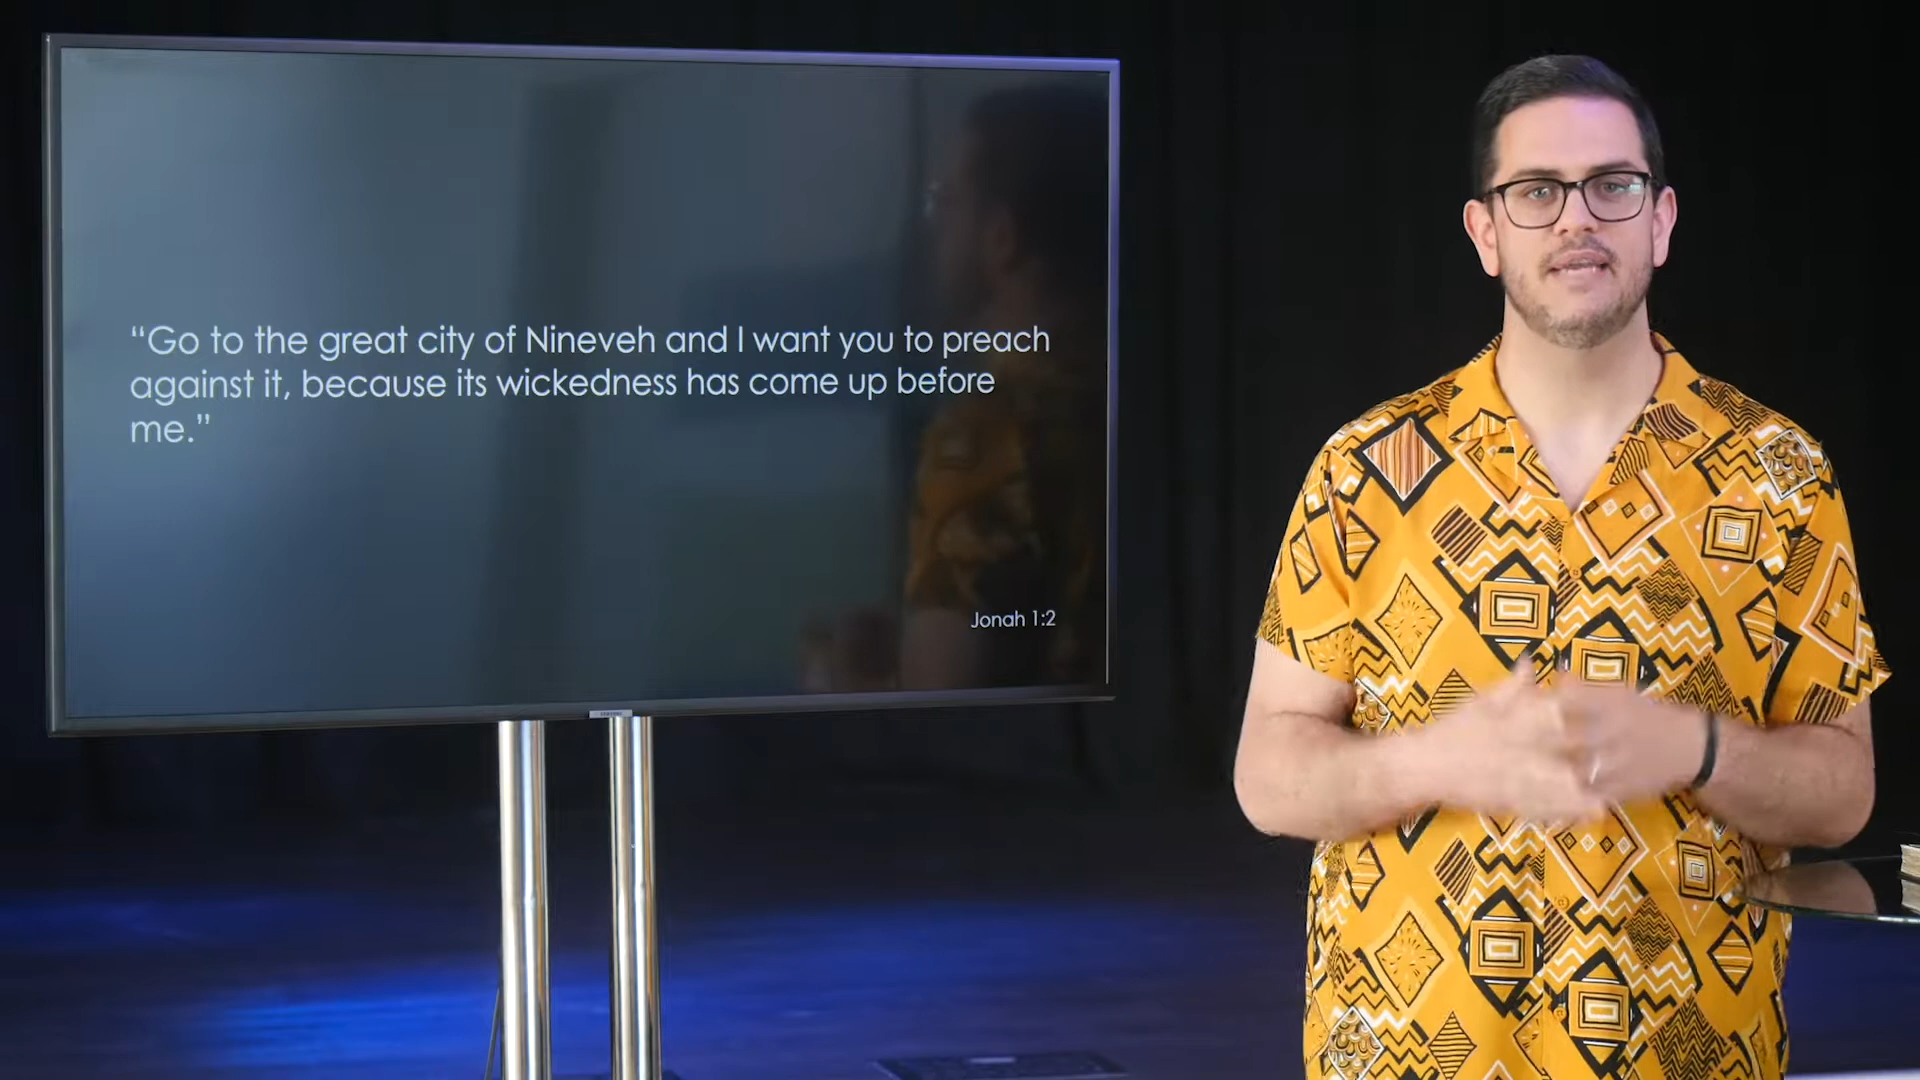 “Go to the great city of Nineveh and I want you to preach
against it, because its wickedness has come up before
me.”
Jonah 1:2